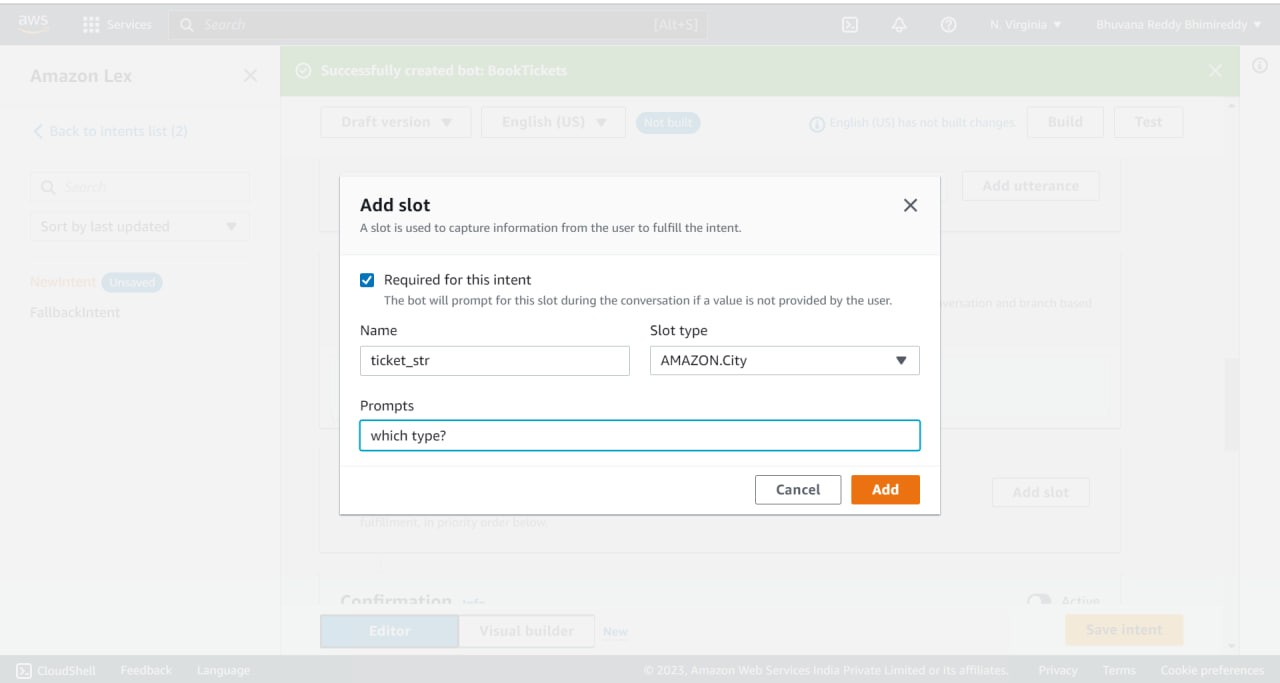 aws Services Search [Alt+S] N. Virginia Bhuvana Reddy Bhimireddy
Amazon Lex
Successfully created bot: BookTickets
Back to intents list (2)
Draft version English (US) Not built English (US) has not built changes. Build Test
Search
Add utterance
Sort by last updated
NewIntent Unsaved
FallbackIntent
Add slot
A slot is used to capture information from the user to fulfill the intent.
Required for this intent
The bot will prompt for this slot during the conversation if a value is not provided by the user.
versation and branch based
Name Slot type
ticket_str AMAZON.City
Prompts
which type?
Cancel Add
Add slot
fulfillment, in priority order below.
Confirmation Info Active
Editor Visual builder New Save intent
CloudShell Feedback Language © 2023, Amazon Web Services India Private Limited or its affiliates. Privacy Terms Cookie preferences